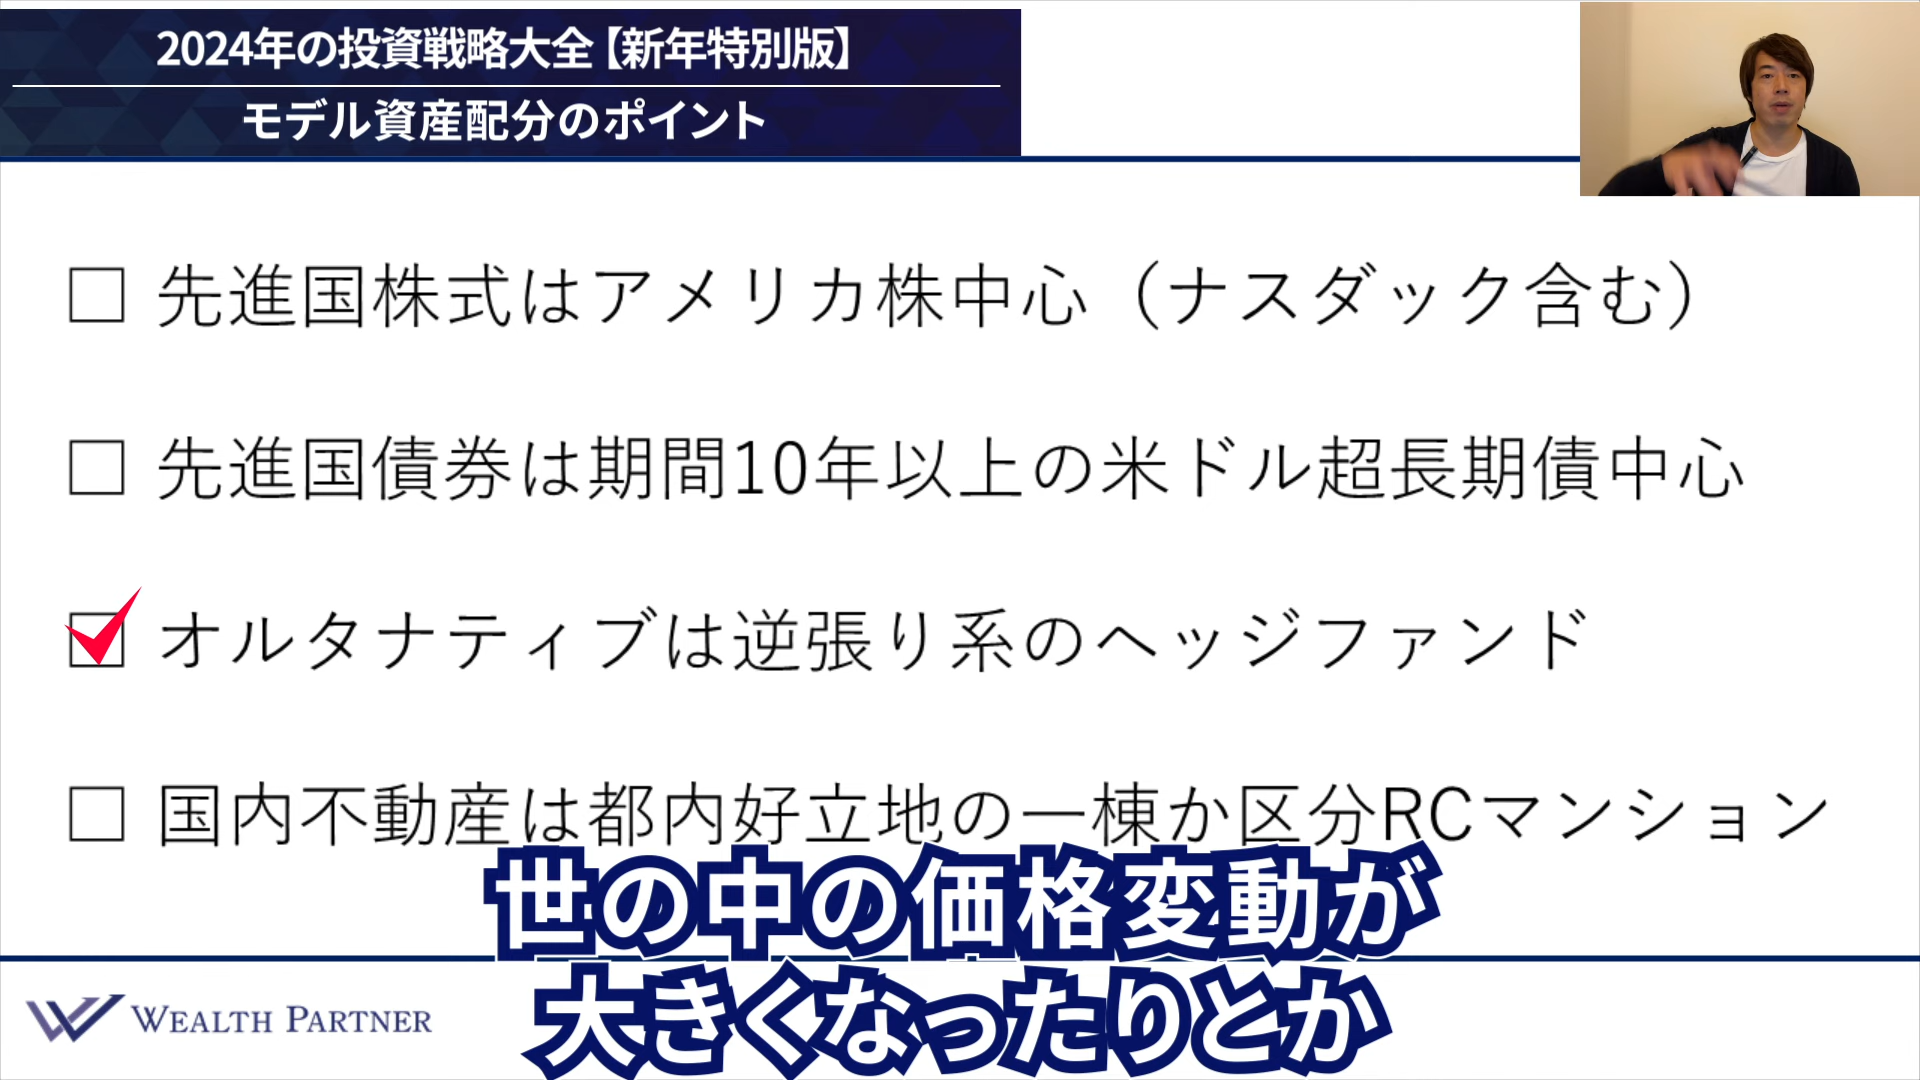 2024年の投資戦略大全【新年特別版】
モデル資産配分のポイント
□ 先進国株式はアメリカ株中心（ナスダック含む）
□ 先進国債券は期間10年以上の米ドル超長期債中心
☑ オルタナティブは逆張り系のヘッジファンド
□ 国内不動産は都内好立地の一棟か区分RCマンション
世の中の価格変動が
大きくなったりとか
WEALTH PARTNER